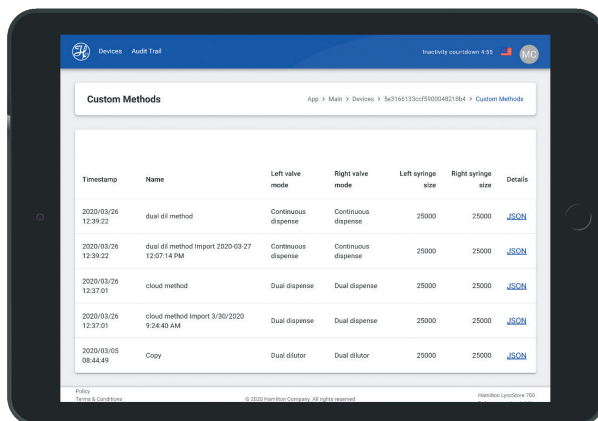 H
Devices Audit Trail Inactivity countdown 4:55 MC
Custom Methods App > Main > Devices > 5e3166133ccf5900048218b4 > Custom Methods
Timestamp Name Left valve mode Right valve mode Left syringe size Right syringe size Details
2020/03/26 12:39:22 dual dil method Continuous dispense Continuous dispense 25000 25000 JSON
2020/03/26 12:39:22 dual dil method Import 2020-03-27 12:07:14 PM Continuous dispense Continuous dispense 25000 25000 JSON
2020/03/26 12:37:01 cloud method Dual dispense Dual dispense 25000 25000 JSON
2020/03/26 12:37:01 cloud method Import 3/30/2020 9:24:40 AM Dual dispense Dual dispense 25000 25000 JSON
2020/03/05 08:44:49 Copy Dual dilutor Dual dilutor 25000 25000 JSON
Policy
Terms & Conditions © 2020 Hamilton Company. All rights reserved Hamilton LyncStore 700